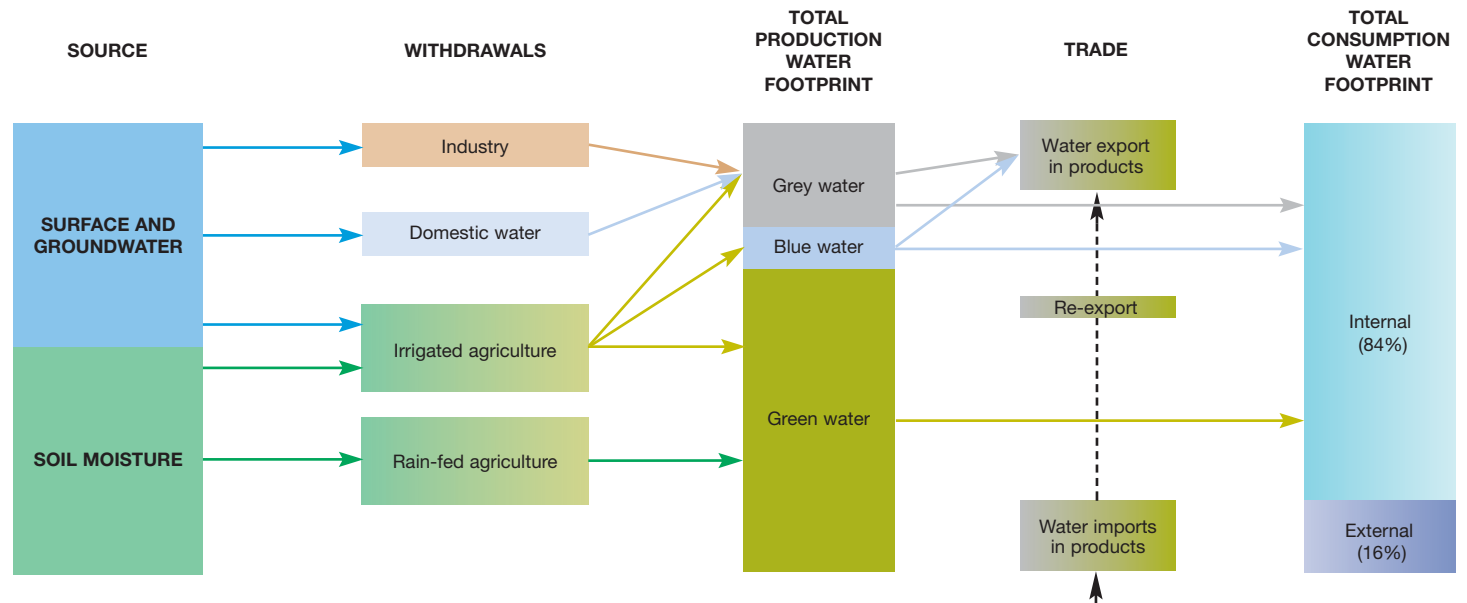 SOURCE
WITHDRAWALS
TOTAL
PRODUCTION
WATER
FOOTPRINT
TRADE
TOTAL
CONSUMPTION
WATER
FOOTPRINT
SURFACE AND
GROUNDWATER
SOIL MOISTURE
Industry
Domestic water
Irrigated agriculture
Rain-fed agriculture
Grey water
Blue water
Green water
Water export
in products
Re-export
Water imports
in products
Internal
(84%)
External
(16%)